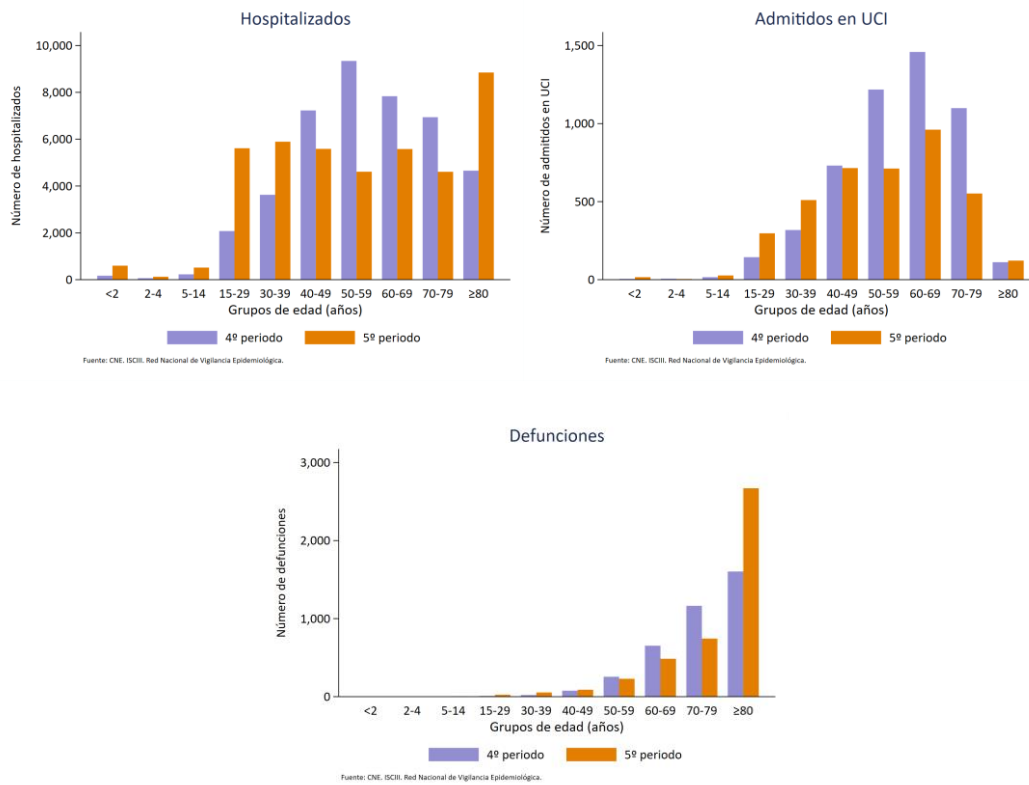 Hospitalizados
Número de hospitalizados
10,000
8,000
6,000
4,000
2,000
0
<2 2-4 5-14 15-29 30-39 40-49 50-59 60-69 70-79 ≥80
Grupos de edad (años)
4º periodo 5º periodo
Fuente: CNE. ISCIII. Red Nacional de Vigilancia Epidemiológica.
Admitidos en UCI
Número de admitidos en UCI
1,500
1,000
500
0
<2 2-4 5-14 15-29 30-39 40-49 50-59 60-69 70-79 ≥80
Grupos de edad (años)
4º periodo 5º periodo
Fuente: CNE. ISCIII. Red Nacional de Vigilancia Epidemiológica.
Defunciones
Número de defunciones
3,000
2,000
1,000
0
<2 2-4 5-14 15-29 30-39 40-49 50-59 60-69 70-79 ≥80
Grupos de edad (años)
4º periodo 5º periodo
Fuente: CNE. ISCIII. Red Nacional de Vigilancia Epidemiológica.